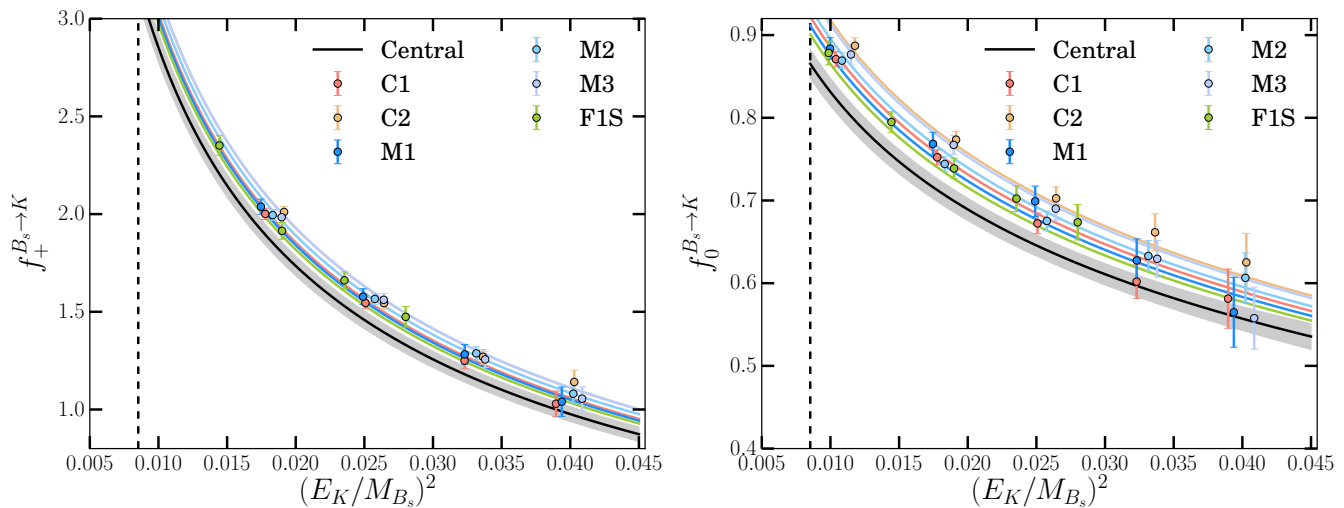 3.0
2.5
2.0
1.5
1.0
f_+^{B_s→K}
0.005 0.010 0.015 0.020 0.025 0.030 0.035 0.040 0.045
(E_K/M_{B_s})^2
Central
C1
C2
M1
M2
M3
F1S
0.9
0.8
0.7
0.6
0.5
0.4
f_0^{B_s→K}
0.005 0.010 0.015 0.020 0.025 0.030 0.035 0.040 0.045
(E_K/M_{B_s})^2
Central
C1
C2
M1
M2
M3
F1S